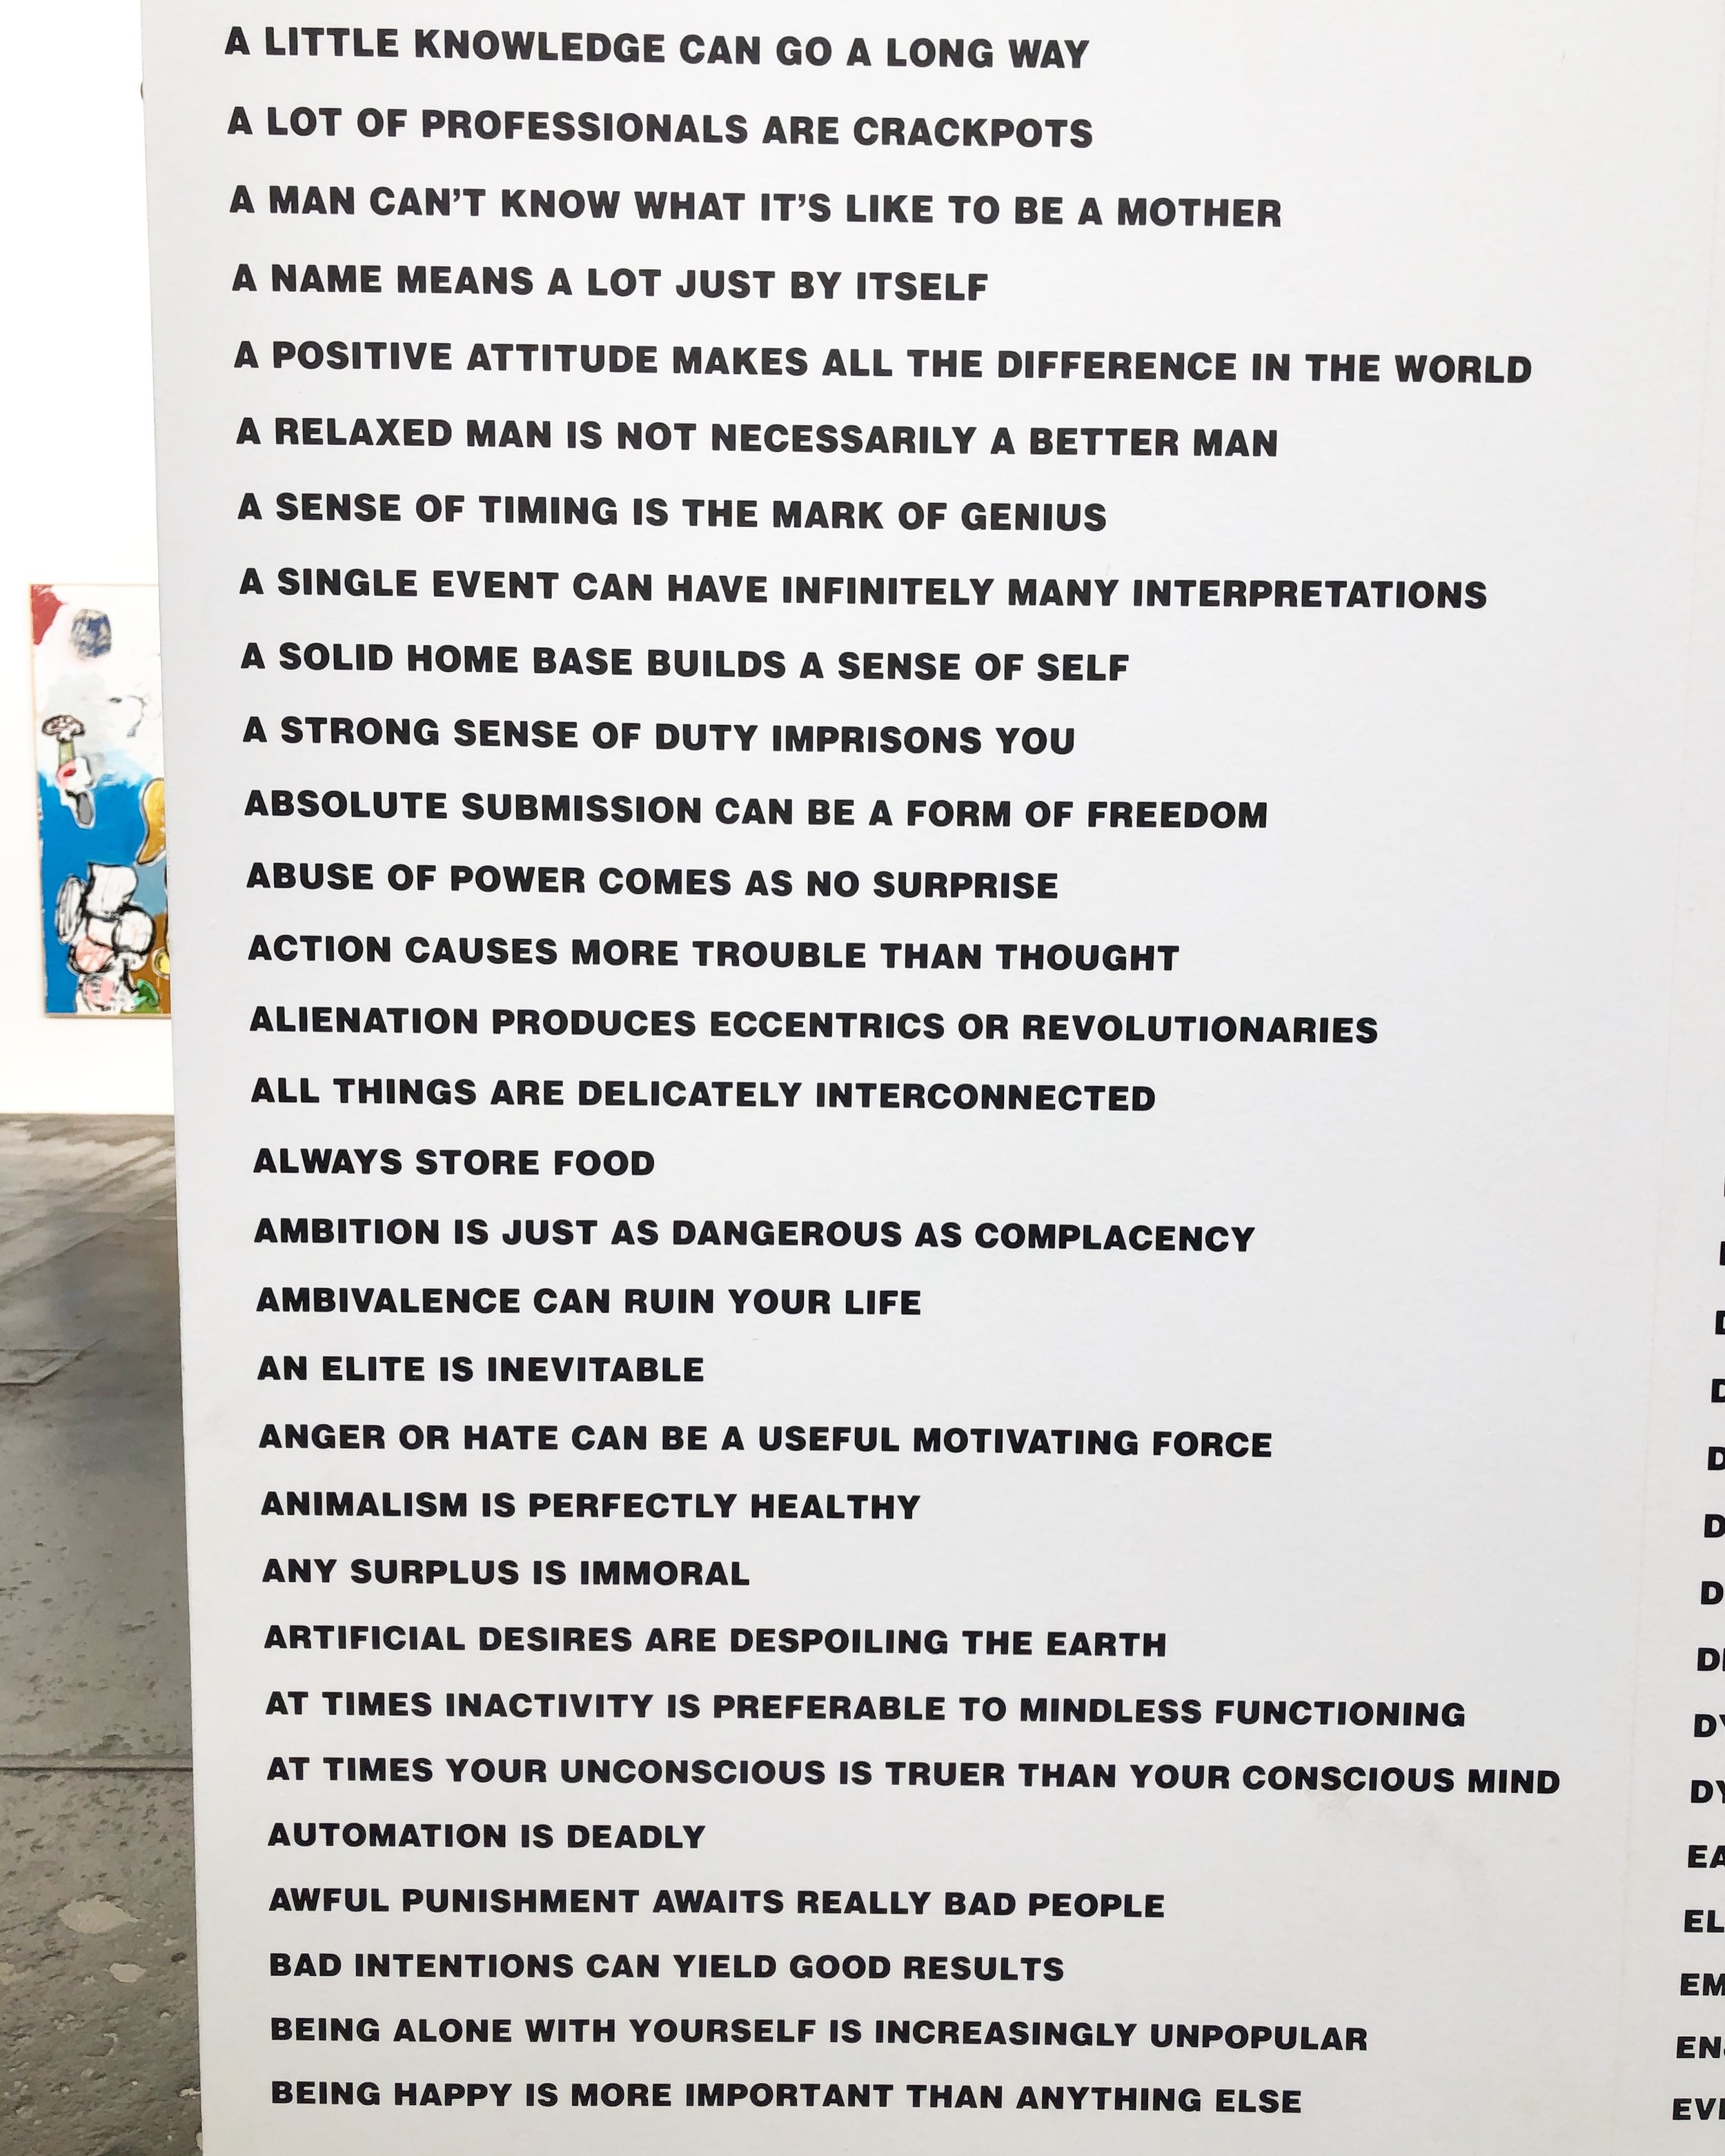 A LITTLE KNOWLEDGE CAN GO A LONG WAY
A LOT OF PROFESSIONALS ARE CRACKPOTS
A MAN CAN'T KNOW WHAT IT'S LIKE TO BE A MOTHER
A NAME MEANS A LOT JUST BY ITSELF
A POSITIVE ATTITUDE MAKES ALL THE DIFFERENCE IN THE WORLD
A RELAXED MAN IS NOT NECESSARILY A BETTER MAN
A SENSE OF TIMING IS THE MARK OF GENIUS
A SINGLE EVENT CAN HAVE INFINITELY MANY INTERPRETATIONS
A SOLID HOME BASE BUILDS A SENSE OF SELF
A STRONG SENSE OF DUTY IMPRISONS YOU
ABSOLUTE SUBMISSION CAN BE A FORM OF FREEDOM
ABUSE OF POWER COMES AS NO SURPRISE
ACTION CAUSES MORE TROUBLE THAN THOUGHT
ALIENATION PRODUCES ECCENTRICS OR REVOLUTIONARIES
ALL THINGS ARE DELICATELY INTERCONNECTED
ALWAYS STORE FOOD
AMBITION IS JUST AS DANGEROUS AS COMPLACENCY
AMBIVALENCE CAN RUIN YOUR LIFE
AN ELITE IS INEVITABLE
ANGER OR HATE CAN BE A USEFUL MOTIVATING FORCE
ANIMALISM IS PERFECTLY HEALTHY
ANY SURPLUS IS IMMORAL
ARTIFICIAL DESIRES ARE DESPOILING THE EARTH
AT TIMES INACTIVITY IS PREFERABLE TO MINDLESS FUNCTIONING
AT TIMES YOUR UNCONSCIOUS IS TRUER THAN YOUR CONSCIOUS MIND
AUTOMATION IS DEADLY
AWFUL PUNISHMENT AWAITS REALLY BAD PEOPLE
BAD INTENTIONS CAN YIELD GOOD RESULTS
BEING ALONE WITH YOURSELF IS INCREASINGLY UNPOPULAR
BEING HAPPY IS MORE IMPORTANT THAN ANYTHING ELSE